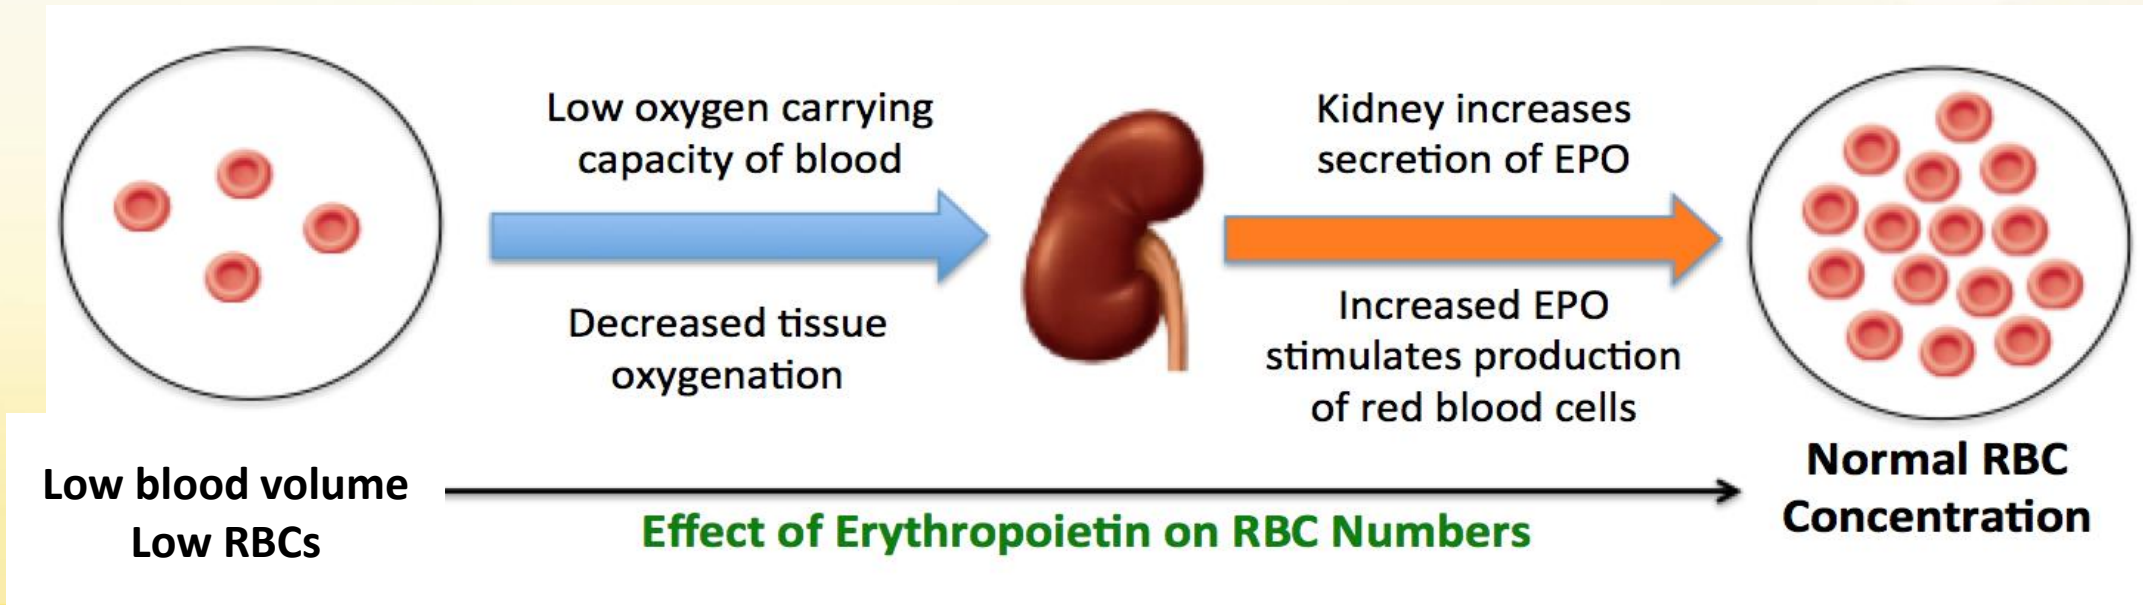 Low oxygen carrying
capacity of blood
Decreased tissue
oxygenation
Kidney increases
secretion of EPO
Increased EPO
stimulates production
of red blood cells
Low blood volume
Low RBCs
Effect of Erythropoietin on RBC Numbers
Normal RBC
Concentration